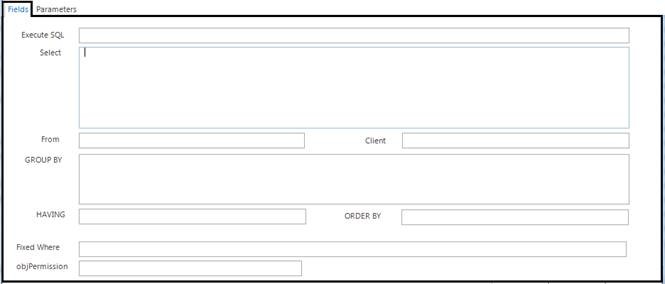 Fields Parameters
Execute SQL
Select
From Client
GROUP BY
HAVING ORDER BY
Fixed Where
objPermission